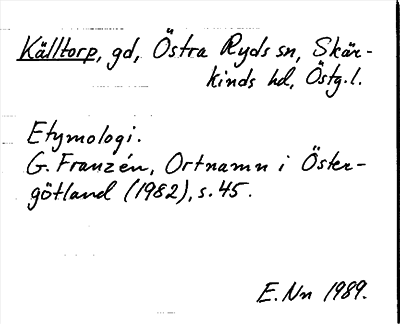 Källtorp, gd, Östra Ryds sn, Skär-
kinds hd, Östg. l.
Etymologi.
G. Franzén, Ortnamn i Öster-
götland (1982), s. 45.
E. Nn 1989.